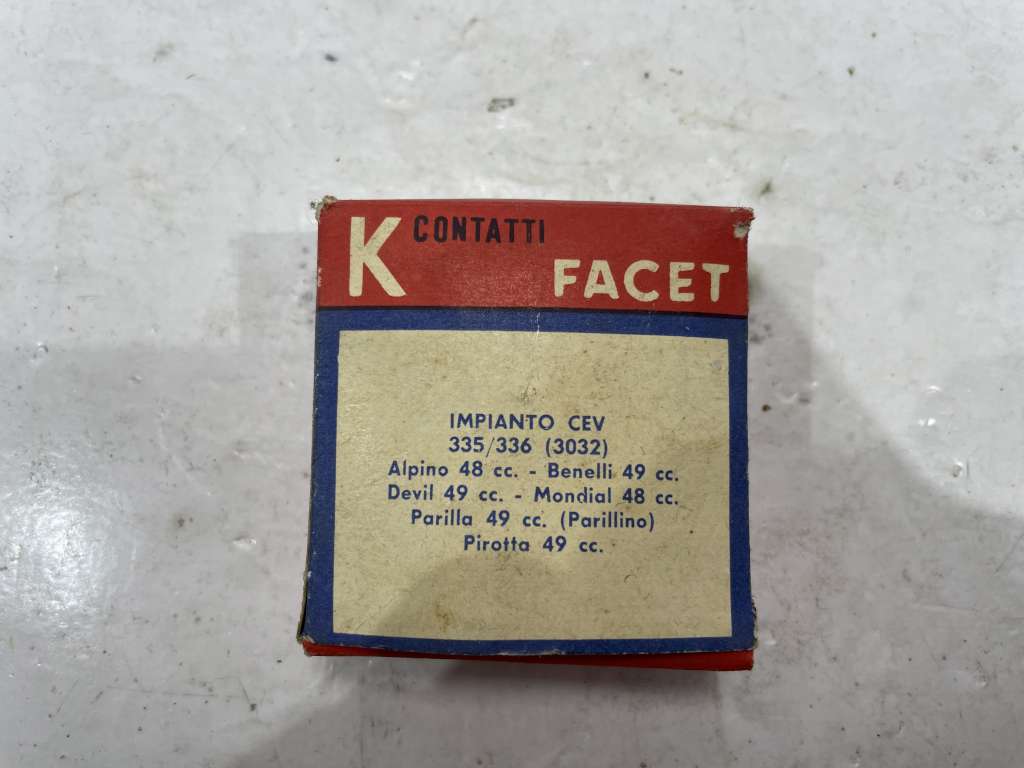 K CONTATTI
FACET
IMPIANTO CEV
335/336 (3032)
Alpino 48 cc. - Benelli 49 cc.
Devil 49 cc. - Mondial 48 cc.
Parilla 49 cc. (Parillino)
Pirotta 49 cc.